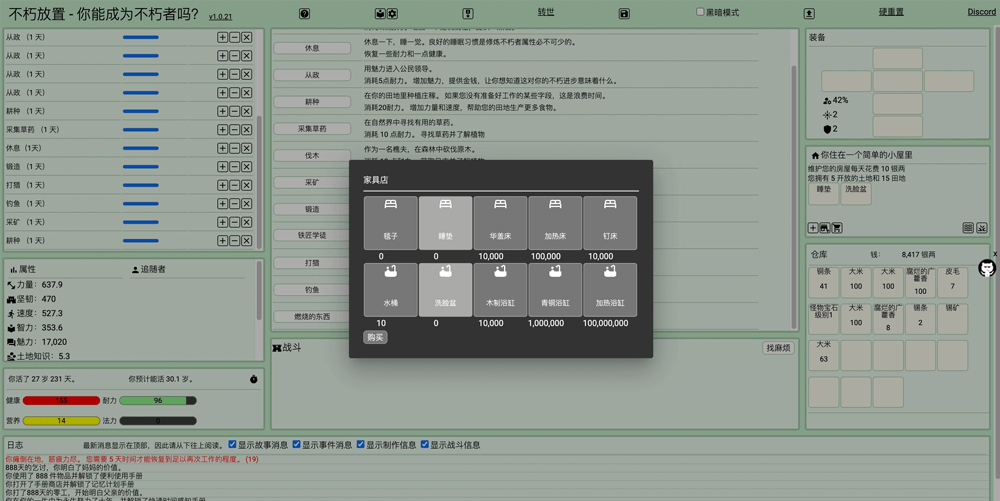 不朽放置 - 你能成为不朽者吗? v1.0.21 转世 黑暗模式 硬重置 Discord
从政 （1 天）
从政 （1 天）
从政 （1 天）
从政 （1 天）
耕种 （1 天）
采集草药 （1 天）
休息（1天）
锻造 （1 天）
打猎 （1 天）
钓鱼 （1 天）
采矿 （1 天）
耕种 （1 天）
属性 追随者
力量: 637.9
坚韧: 470
速度: 527.3
智力: 353.6
魅力: 17,020
土地知识: 5.3
你活了 27 岁 231 天。 你预计能活 30.1 岁。
健康 耐力 96
营养 14 法力 0
休息
休息一下，睡一觉。良好的睡眠习惯是修炼不朽者属性必不可少的。
恢复一些耐力和一点健康。
从政
用魅力进入公民领导。
消耗5点耐力。 增加魅力，提供金钱，让你想知道这对你的不朽进步意味着什么。
耕种
在你的田地里种植庄稼。 如果您没有准备好工作的某些字段，这是浪费时间。
消耗20耐力。 增加力量和速度，帮助您的田地生产更多食物。
采集草药
在自然界中寻找有用的草药。
消耗 10 点耐力。 寻找草药并了解植物
伐木
作为一名樵夫，在森林中砍伐原木。
采矿
锻造
铁匠学徒
打猎
钓鱼
燃烧的东西
家具店
毯子 睡垫 华盖床 加热床 钉床
0 0 10,000 100,000 10,000
水桶 洗脸盆 木制浴缸 青铜浴缸 加热浴缸
10 0 10,000 1,000,000 100,000,000
购买
战斗 找麻烦
装备
42%
2
2
你住在一个简单的小屋里
维护您的房屋每天花费 10 银两
您拥有 5 开放的土地和 15 田地
睡垫 洗脸盆
仓库 钱: 8,417 银两
x
铜条 大米 大米 腐烂的广藿香 皮毛
41 100 100 100 7
怪物宝石级别1 大米 腐烂的广藿香 锡条 锡矿
100 8 2
大米
63
日志 最新消息显示在顶部，因此请从下往上阅读。 显示故事消息 显示事件消息 显示制作信息 显示战斗信息
你瘫倒在地，筋疲力尽。 您需要 5 天时间才能恢复到足以再次工作的程度。 (19)
888天的乞讨，你明白了妈妈的价值。
你使用了 888 件物品并解锁了便利使用手册
你打开了手册商店并解锁了记忆计划手册
你打了888天的零工，开始明白父亲的价值。